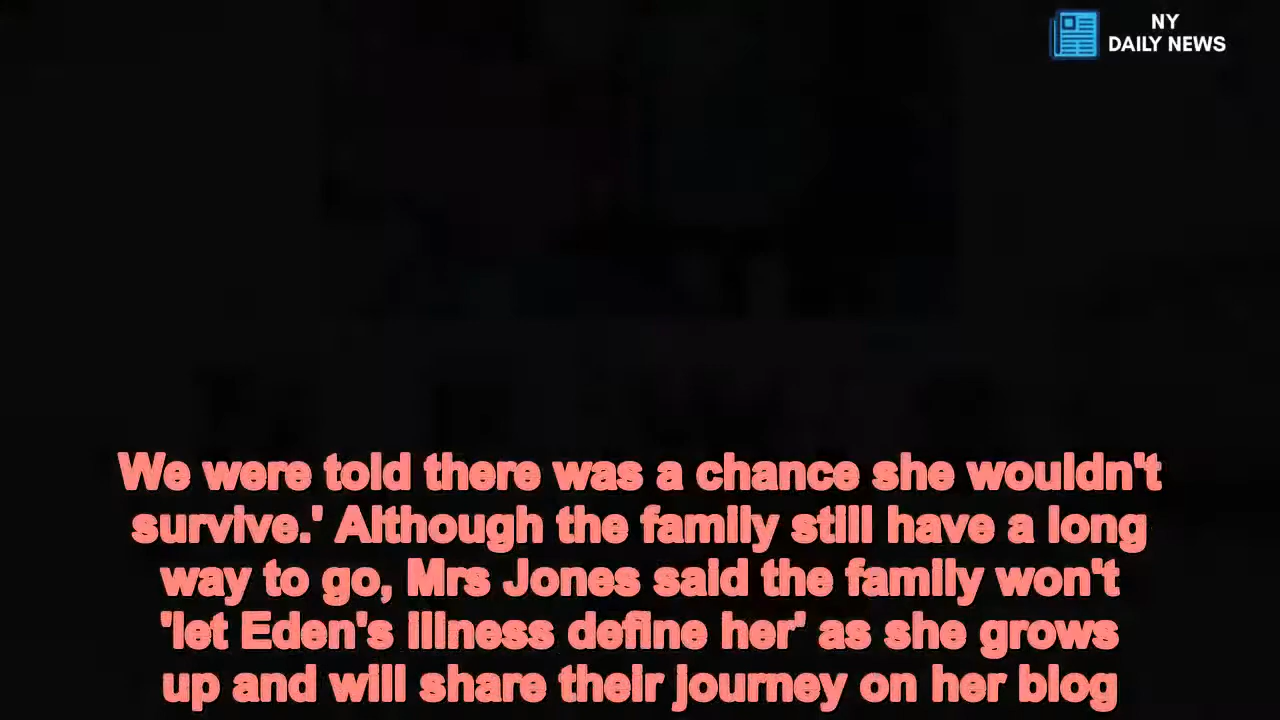 NY
DAILY NEWS
We were told there was a chance she wouldn't
survive.' Although the family still have a long
way to go, Mrs Jones said the family won't
'let Eden's illness define her' as she grows
up and will share their journey on her blog